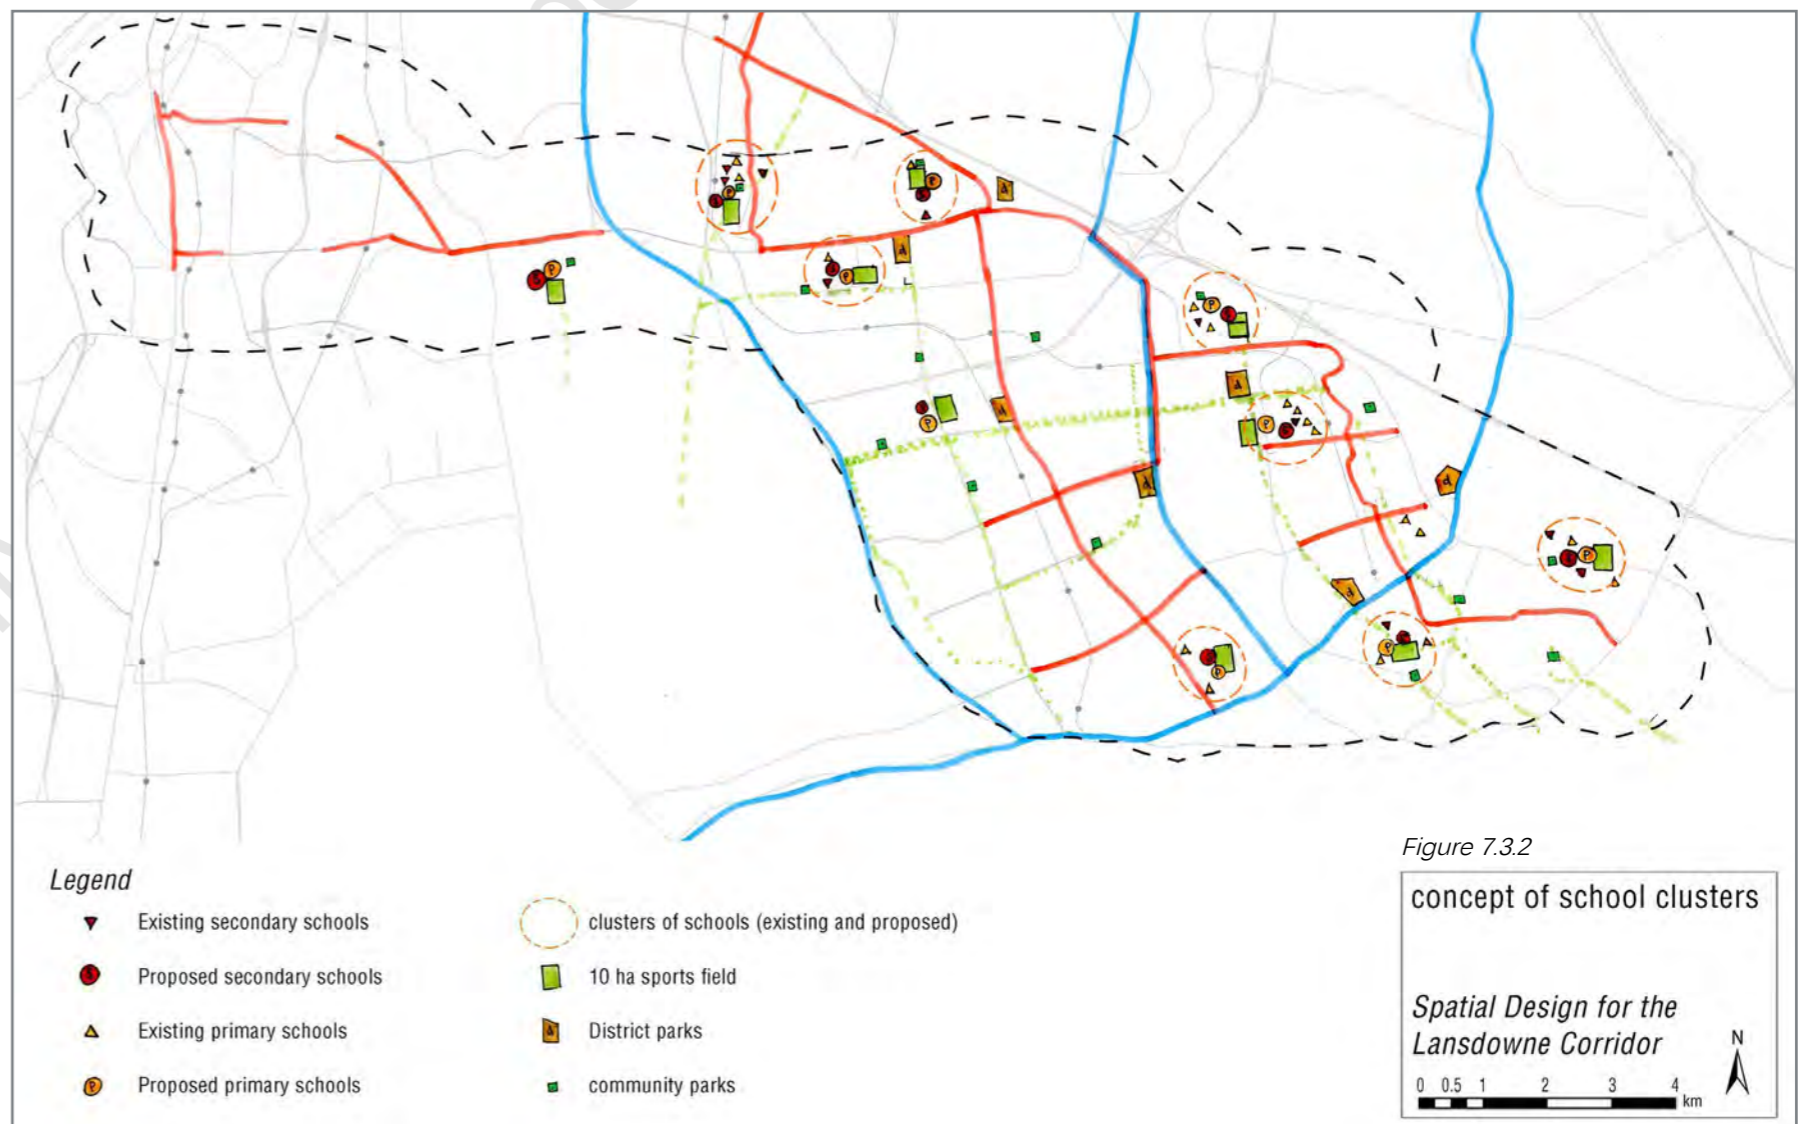 Figure 7.3.2
Legend
Existing secondary schools
Proposed secondary schools
Existing primary schools
Proposed primary schools
clusters of schools (existing and proposed)
10 ha sports field
District parks
community parks
concept of school clusters
Spatial Design for the
Lansdowne Corridor
N
0 0.5 1 2 3 4
km